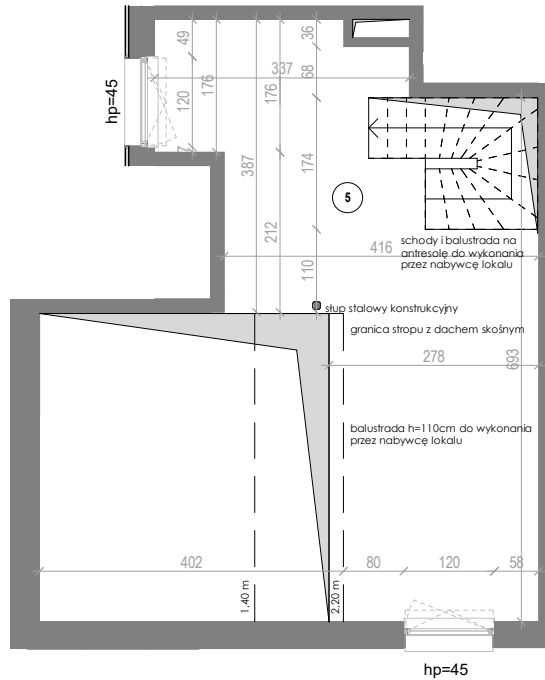 49
36
337
68
176
176
120
hp=45
7
387
174
5
212
416
schody i balustrada na
antresolę do wykonania
przez nabywcę lokalu
110
słup stalowy konstrukcyjny
granica stropu z dachem skośnym
278
693
balustrada h=110cm do wykonania
przez nabywcę lokalu
402
80
120
58
1,40 m
2,20 m
hp=45